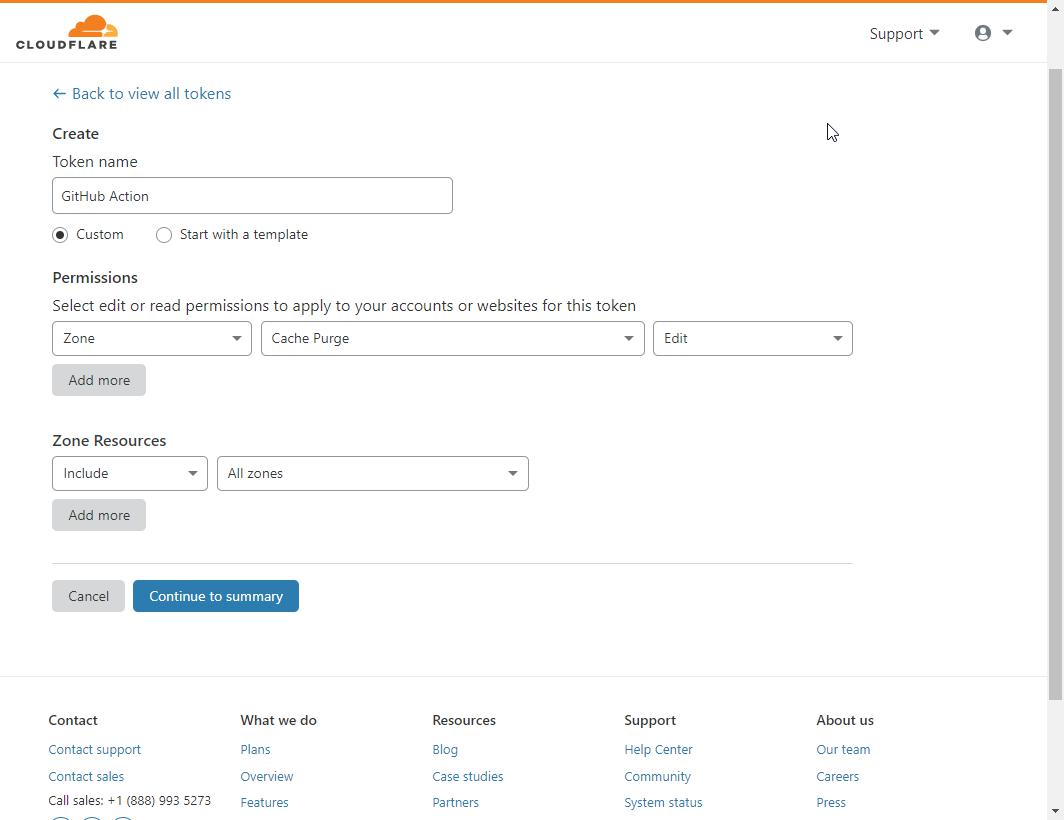 CLOUDFLARE
Support
← Back to view all tokens
Create
Token name
GitHub Action
Custom Start with a template
Permissions
Select edit or read permissions to apply to your accounts or websites for this token
Zone Cache Purge Edit
Add more
Zone Resources
Include All zones
Add more
Cancel Continue to summary
Contact What we do Resources Support About us
Contact support Plans Blog Help Center Our team
Contact sales Overview Case studies Community Careers
Call sales: +1 (888) 993 5273 Features Partners System status Press